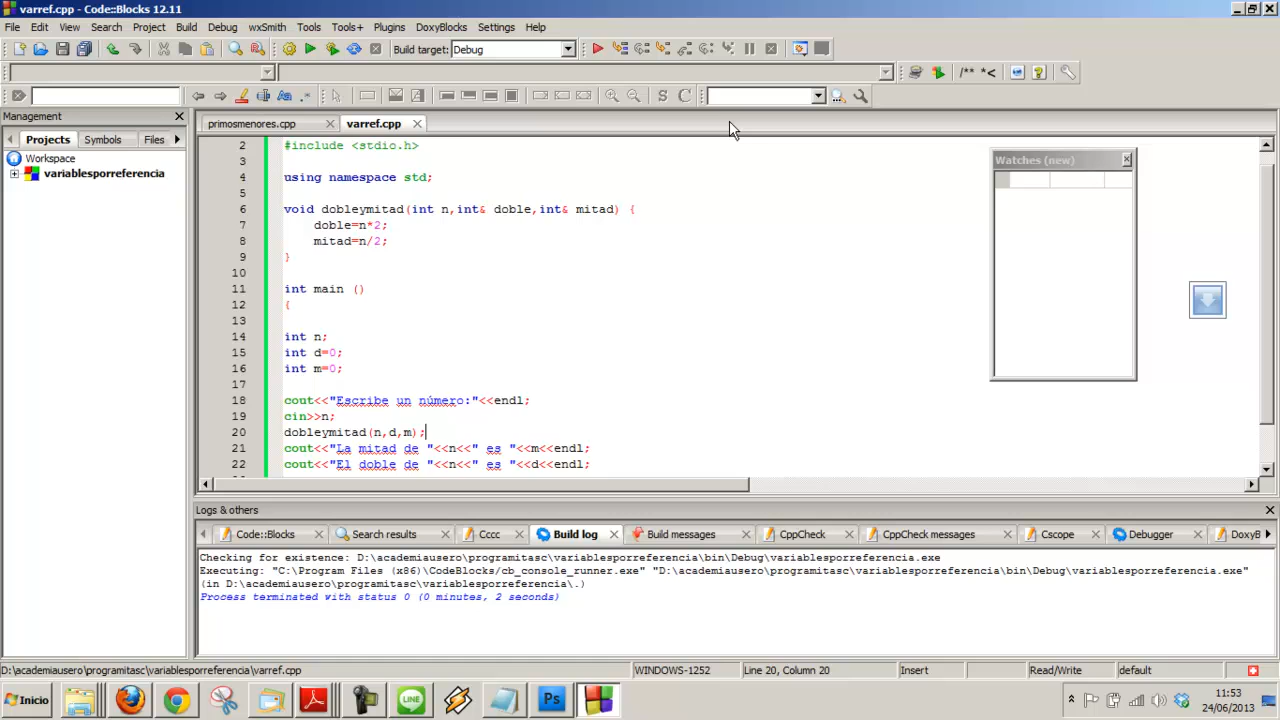 varref.cpp - Code::Blocks 12.11
File Edit View Search Project Build Debug wxSmith Tools Tools+ Plugins DoxyBlocks Settings Help
Build target: Debug
/** *<
Aa .*
S C
Management
Projects Symbols Files
Workspace
variablesporreferencia
primosmenores.cpp varref.cpp
2 #include <stdio.h>
3
4 using namespace std;
5
6 void dobleymitad(int n,int& doble,int& mitad) {
7 doble=n*2;
8 mitad=n/2;
9 }
10
11 int main ()
12 {
13
14 int n;
15 int d=0;
16 int m=0;
17
18 cout<<"Escribe un número:"<<endl;
19 cin>>n;
20 dobleymitad(n,d,m);
21 cout<<"La mitad de "<<n<<" es "<<m<<endl;
22 cout<<"El doble de "<<n<<" es "<<d<<endl;
Watches (new)
Logs & others
Code::Blocks Search results Cccc Build log Build messages CppCheck CppCheck messages Cscope Debugger DoxyB
Checking for existence: D:\academiausero\programitasc\variablesporreferencia\bin\Debug\variablesporreferencia.exe
Executing: "C:\Program Files (x86)\CodeBlocks/cb_console_runner.exe" "D:\academiausero\programitasc\variablesporreferencia\bin\Debug\variablesporreferencia.exe"
(in D:\academiausero\programitasc\variablesporreferencia\.)
Process terminated with status 0 (0 minutes, 2 seconds)
D:\academiausero\programitasc\variablesporreferencia\varref.cpp WINDOWS-1252 Line 20, Column 20 Insert Read/Write default
Inicio LINE Ps 11:53
24/06/2013